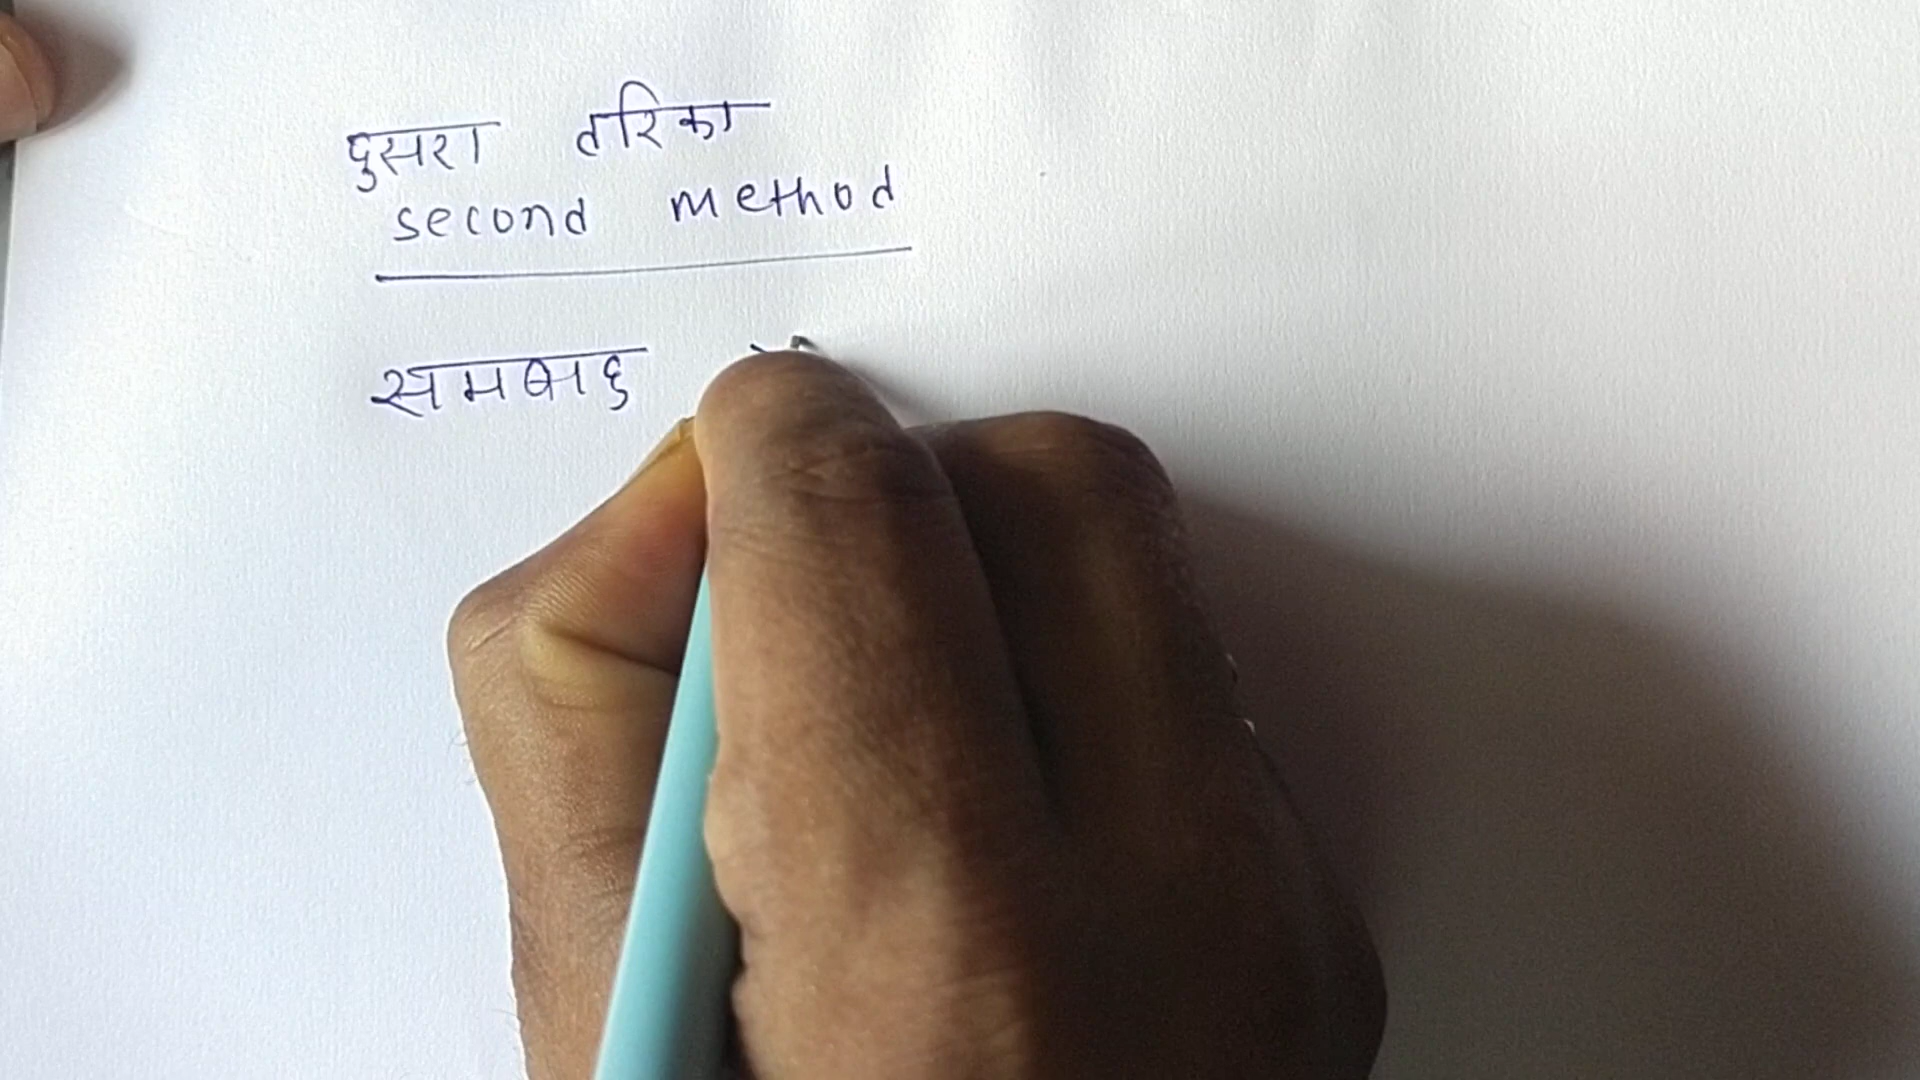 दुसरा तरिका
second method
समबाहु